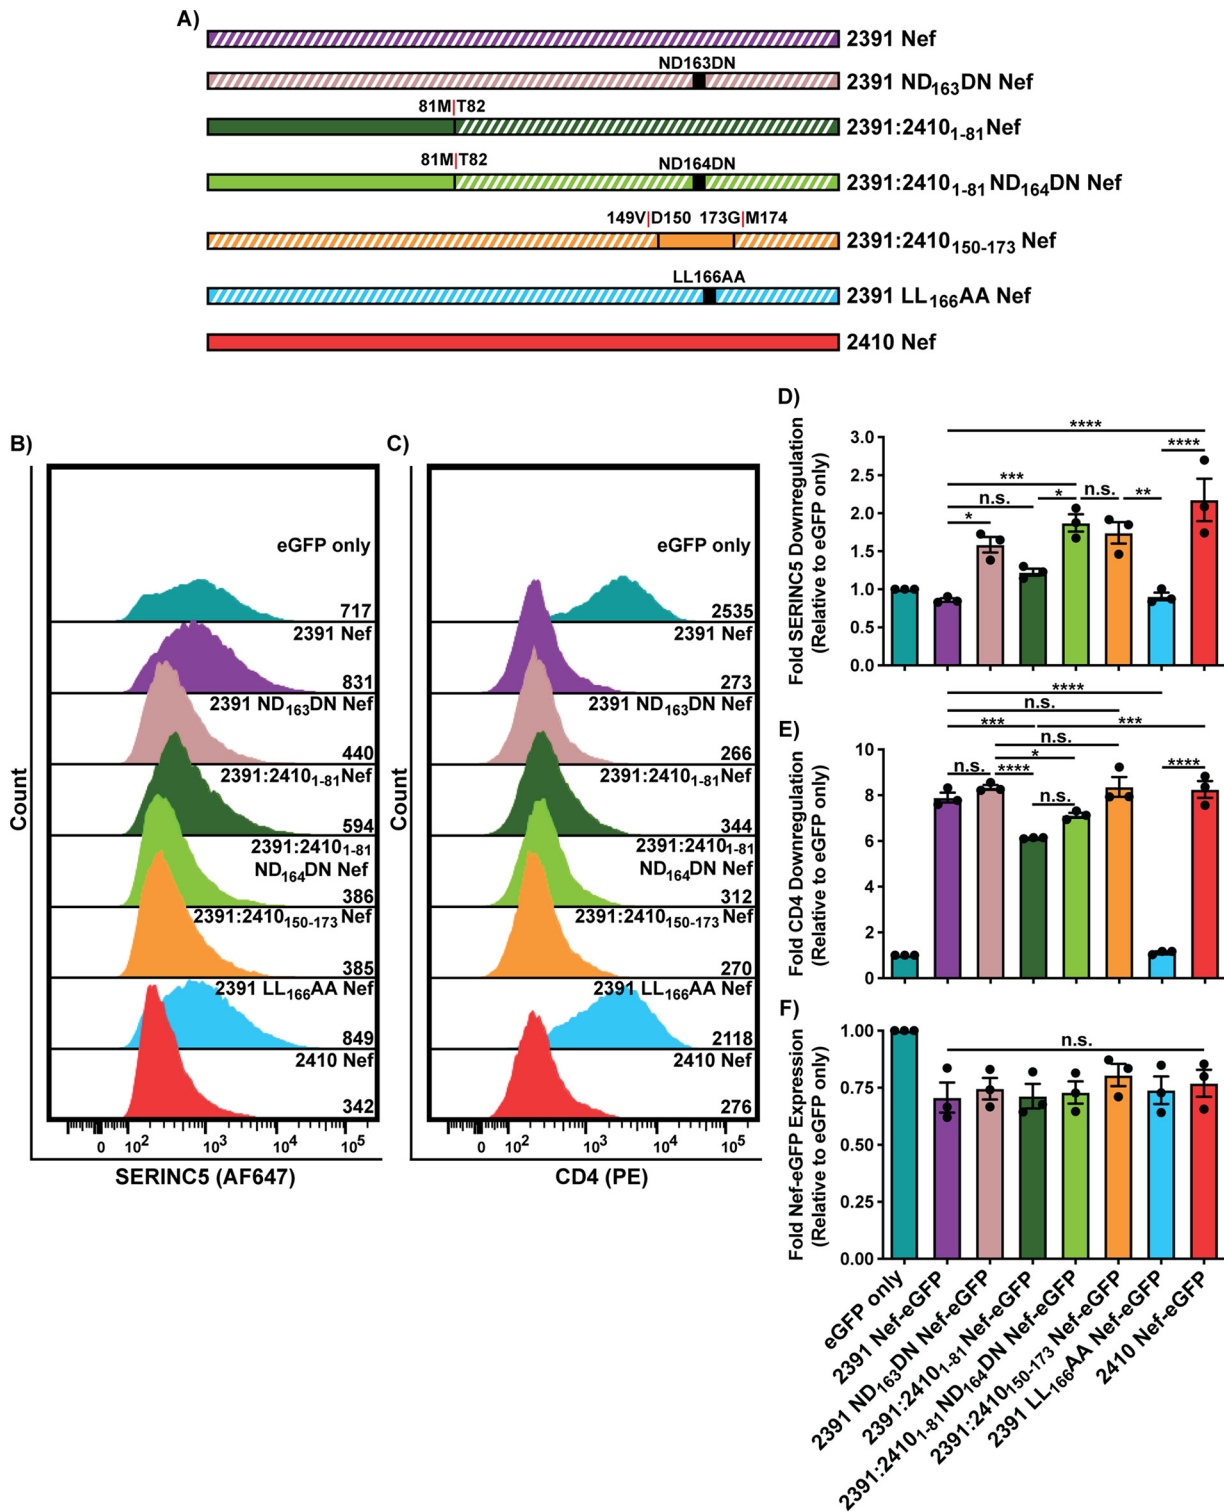 A)
2391 Nef
ND163DN
2391 ND₁₆₃DN Nef
81M|T82
2391:2410₁₋₈₁Nef
81M|T82 ND164DN
2391:2410₁₋₈₁ ND₁₆₄DN Nef
149V|D150 173G|M174
2391:2410₁₅₀₋₁₇₃ Nef
LL166AA
2391 LL₁₆₆AA Nef
2410 Nef
B)
Count
eGFP only
717
2391 Nef
831
2391 ND₁₆₃DN Nef
440
2391:2410₁₋₈₁Nef
594
2391:2410₁₋₈₁
ND₁₆₄DN Nef
386
2391:2410₁₅₀₋₁₇₃ Nef
385
2391 LL₁₆₆AA Nef
849
2410 Nef
342
0 10² 10³ 10⁴ 10⁵
SERINC5 (AF647)
C)
Count
eGFP only
2535
2391 Nef
273
2391 ND₁₆₃DN Nef
266
2391:2410₁₋₈₁Nef
344
2391:2410₁₋₈₁
ND₁₆₄DN Nef
312
2391:2410₁₅₀₋₁₇₃ Nef
270
2391 LL₁₆₆AA Nef
2118
2410 Nef
276
0 10² 10³ 10⁴ 10⁵
CD4 (PE)
D)
Fold SERINC5 Downregulation
(Relative to eGFP only)
3.0
2.5
2.0
1.5
1.0
0.5
0.0
****
****
***
n.s. * n.s. **
*
E)
Fold CD4 Downregulation
(Relative to eGFP only)
10
8
6
4
2
0
****
n.s.
*** ***
n.s.
*
n.s. **** ****
n.s.
F)
Fold Nef-eGFP Expression
(Relative to eGFP only)
1.00
0.75
0.50
0.25
0.00
n.s.
eGFP only
2391 Nef-eGFP
2391 ND₁₆₃DN Nef-eGFP
2391:2410₁₋₈₁ Nef-eGFP
2391:2410₁₋₈₁ND₁₆₄DN Nef-eGFP
2391:2410₁₅₀₋₁₇₃ Nef-eGFP
2391 LL₁₆₆AA Nef-eGFP
2410 Nef-eGFP